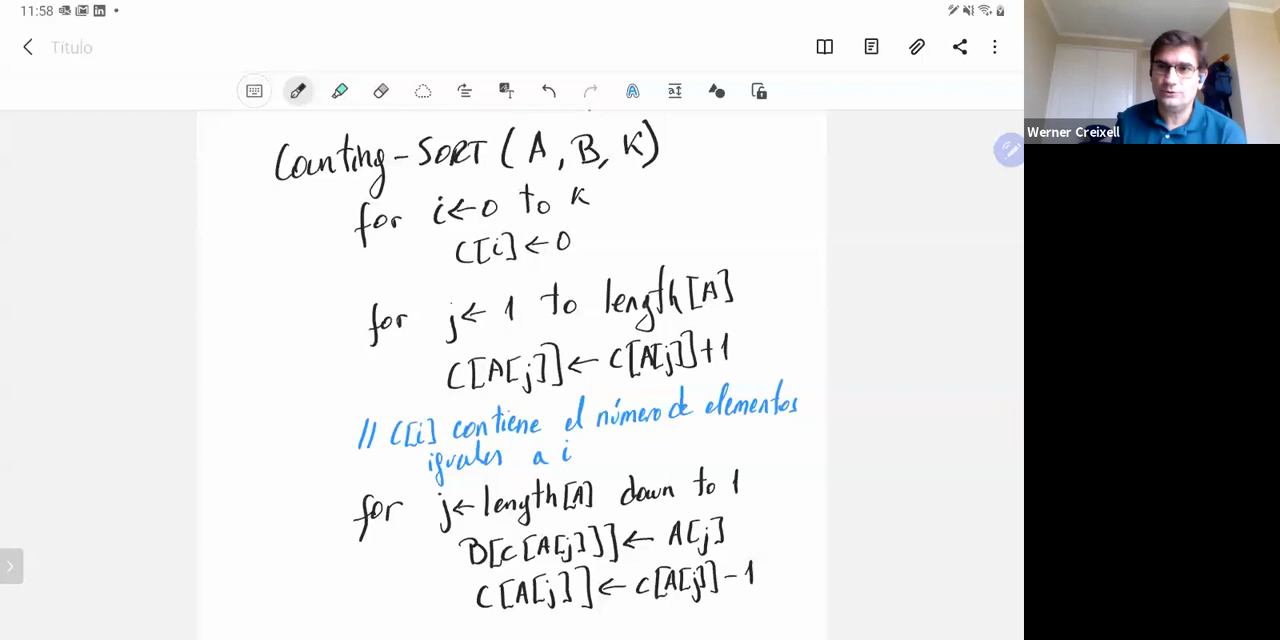 11:58
Título
Counting-SORT (A, B, K)
for i←0 to K
C[i]←0
for j←1 to length[A]
C[A[j]]←C[A[j]]+1
// C[i] contiene el número de elementos
iguales a i
for j←length[A] down to 1
B[C[A[j]]]←A[j]
C[A[j]]←C[A[j]]-1
Werner Creixell